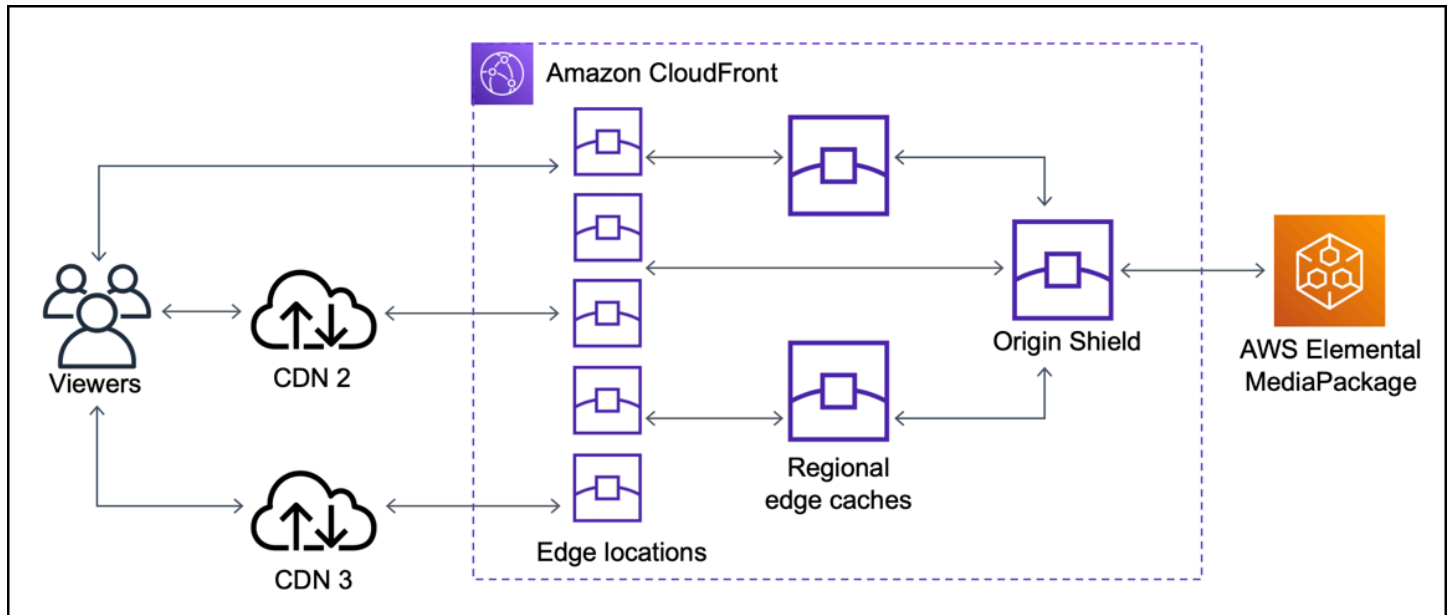 Amazon CloudFront
Viewers
CDN 2
CDN 3
Edge locations
Regional
edge caches
Origin Shield
AWS Elemental
MediaPackage